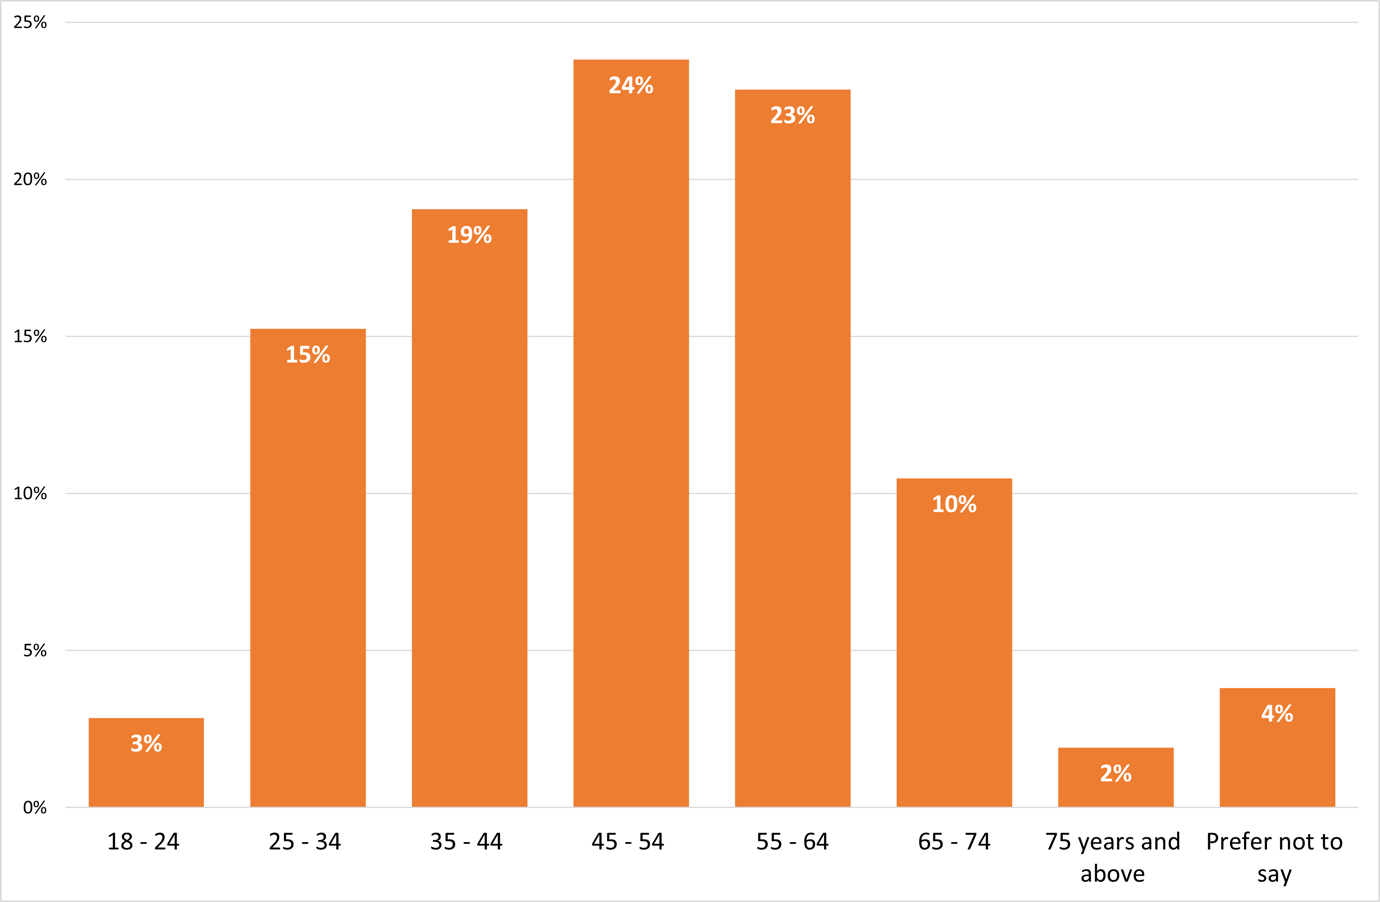 25%
20%
15%
10%
5%
0%
3%
15%
19%
24%
23%
10%
2%
4%
18 - 24
25 - 34
35 - 44
45 - 54
55 - 64
65 - 74
75 years and
above
Prefer not to
say